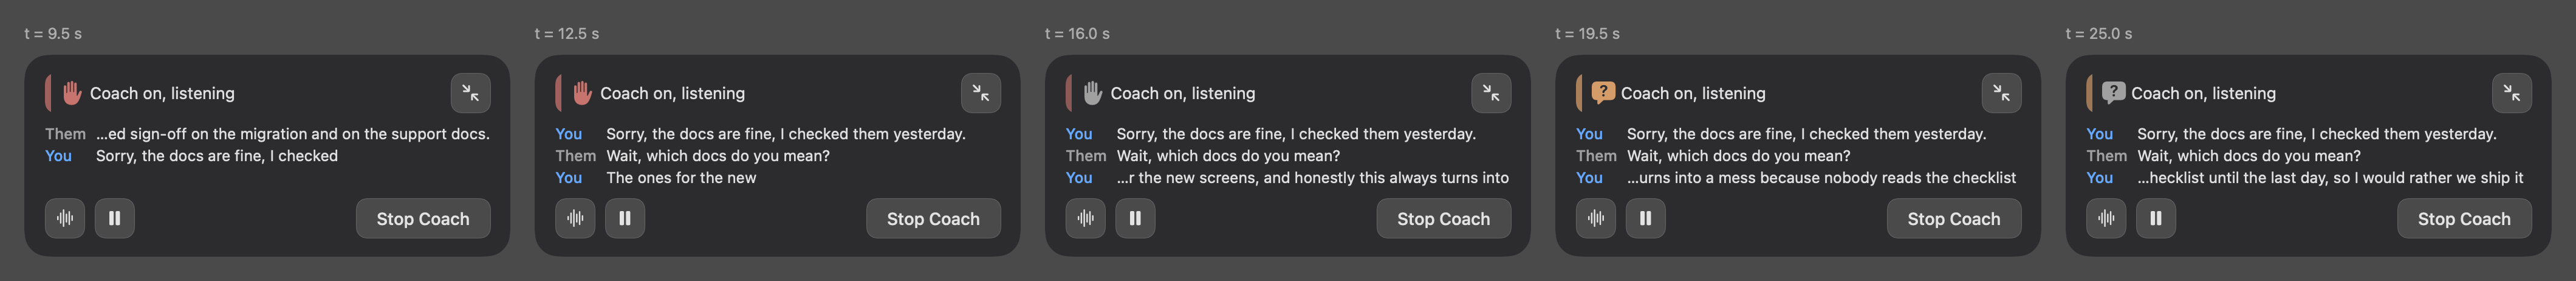 t = 9.5 s
Coach on, listening
Them ...ed sign-off on the migration and on the support docs.
You Sorry, the docs are fine, I checked
Stop Coach
t = 12.5 s
Coach on, listening
You Sorry, the docs are fine, I checked them yesterday.
Them Wait, which docs do you mean?
You The ones for the new
Stop Coach
t = 16.0 s
Coach on, listening
You Sorry, the docs are fine, I checked them yesterday.
Them Wait, which docs do you mean?
You ...r the new screens, and honestly this always turns into
Stop Coach
t = 19.5 s
?
Coach on, listening
You Sorry, the docs are fine, I checked them yesterday.
Them Wait, which docs do you mean?
You ...urns into a mess because nobody reads the checklist
Stop Coach
t = 25.0 s
?
Coach on, listening
You Sorry, the docs are fine, I checked them yesterday.
Them Wait, which docs do you mean?
You ...hecklist until the last day, so I would rather we ship it
Stop Coach